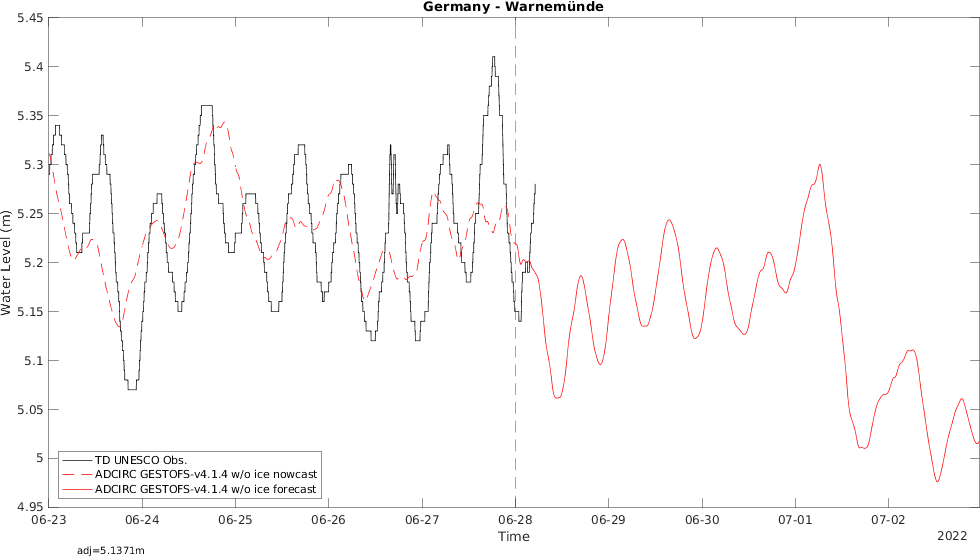 Germany - Warnemünde
5.45
5.4
5.35
5.3
5.25
5.2
5.15
5.1
5.05
5
4.95
Water Level (m)
TD UNESCO Obs.
ADCIRC GESTOFS-v4.1.4 w/o ice nowcast
ADCIRC GESTOFS-v4.1.4 w/o ice forecast
06-23 06-24 06-25 06-26 06-27 06-28 06-29 06-30 07-01 07-02
Time
2022
adj=5.1371m